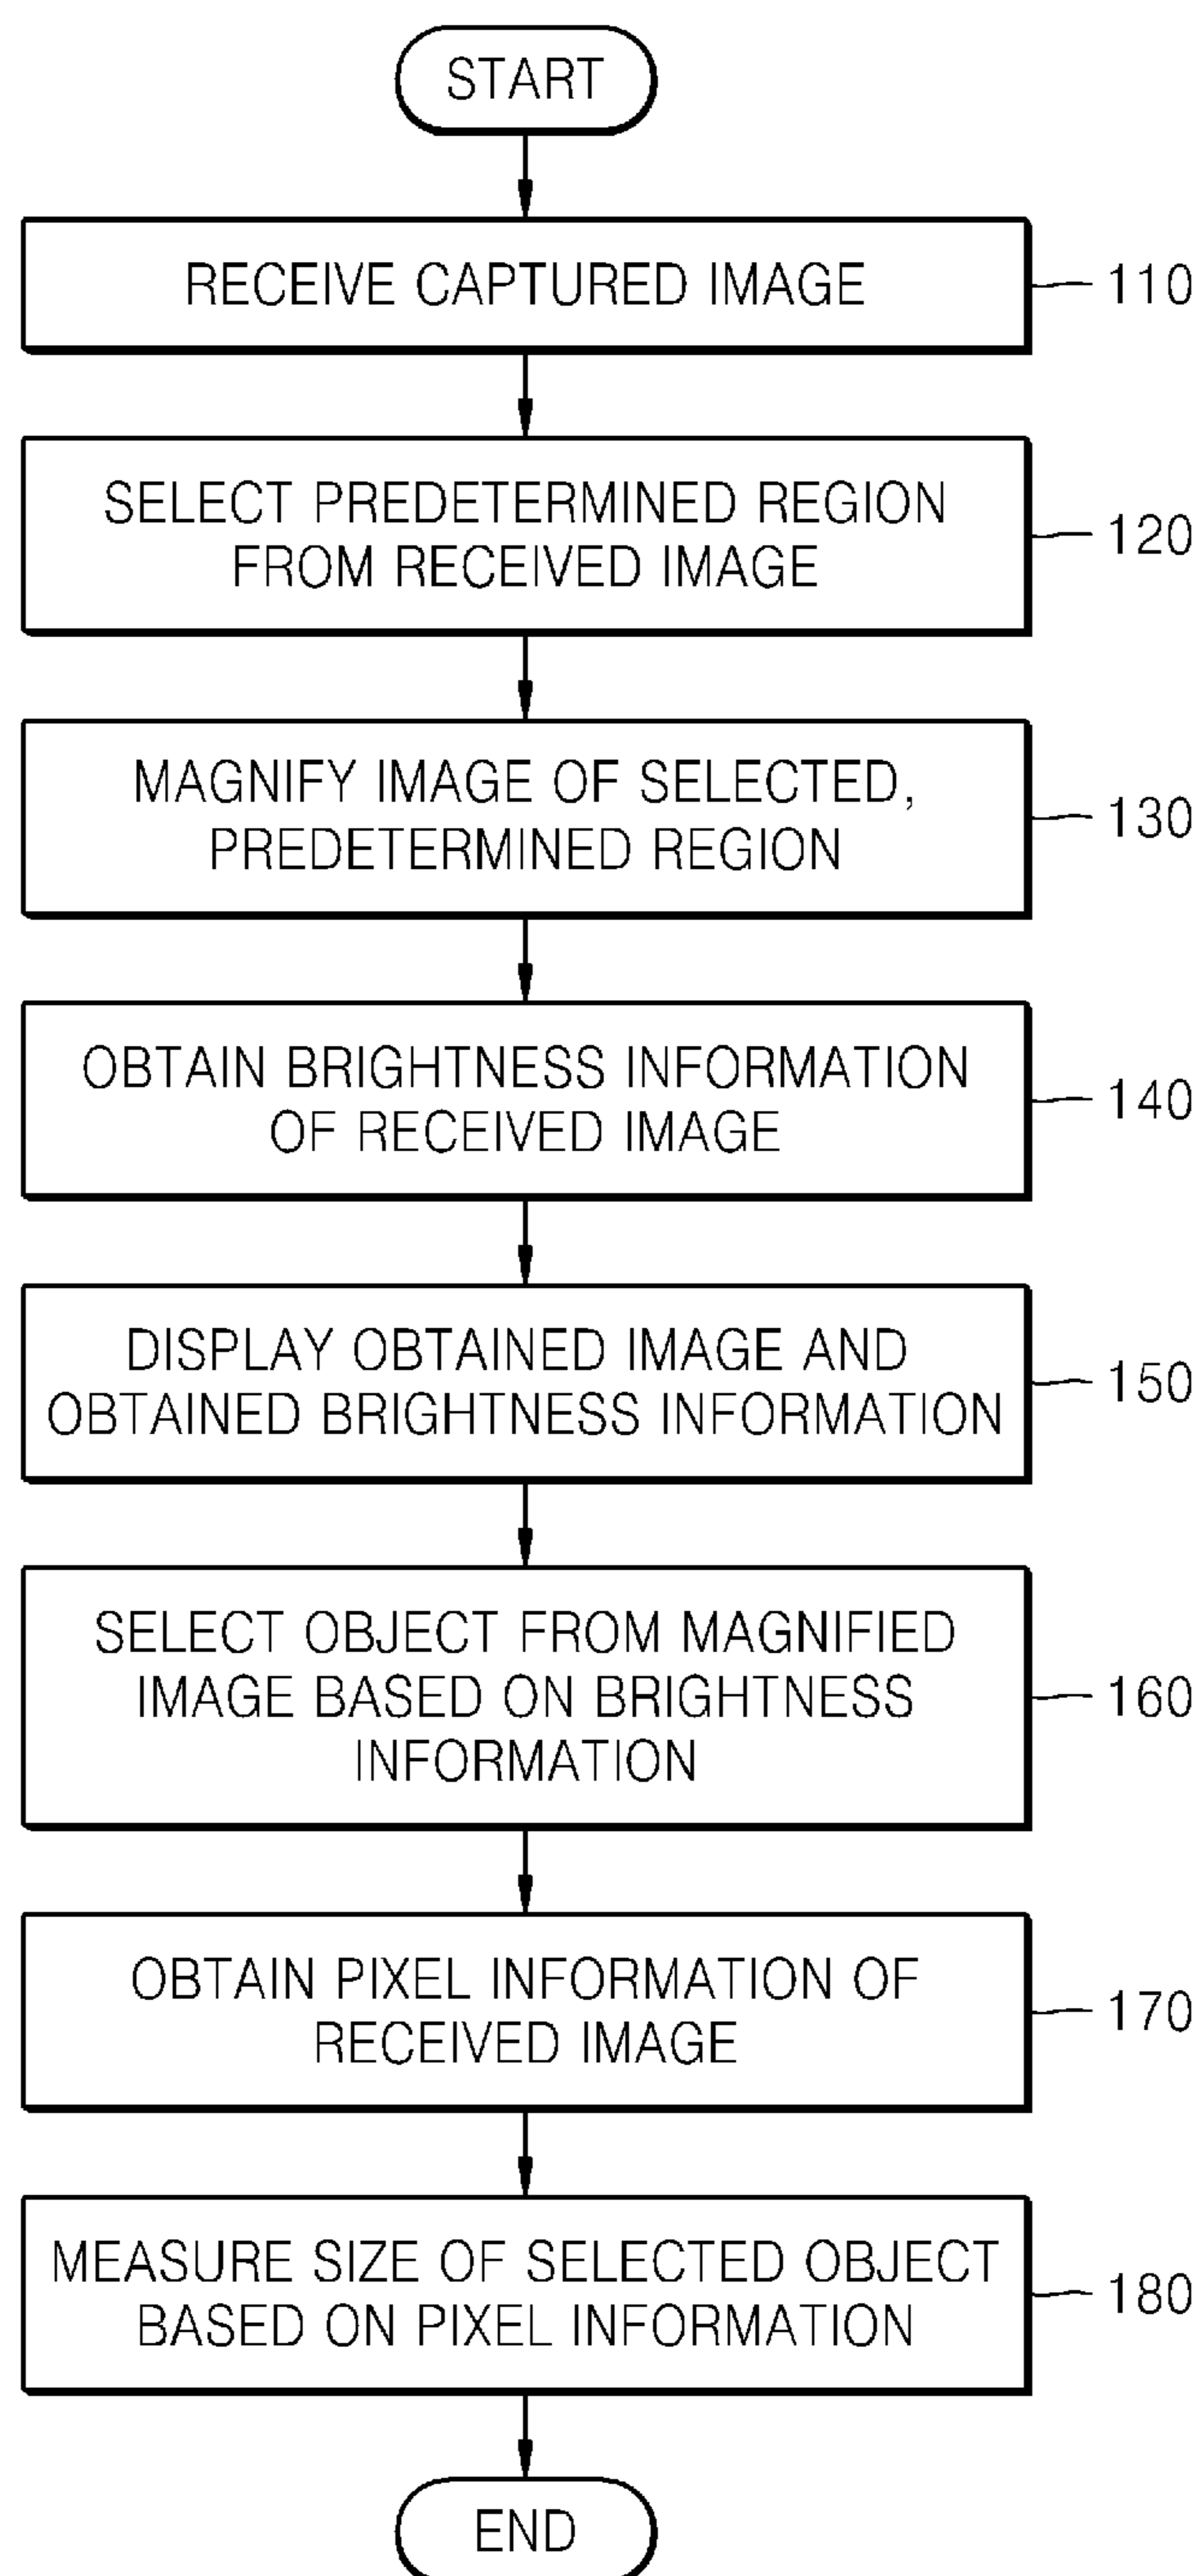 START
RECEIVE CAPTURED IMAGE
110
SELECT PREDETERMINED REGION
FROM RECEIVED IMAGE
120
MAGNIFY IMAGE OF SELECTED,
PREDETERMINED REGION
130
OBTAIN BRIGHTNESS INFORMATION
OF RECEIVED IMAGE
140
DISPLAY OBTAINED IMAGE AND
OBTAINED BRIGHTNESS INFORMATION
150
SELECT OBJECT FROM MAGNIFIED
IMAGE BASED ON BRIGHTNESS
INFORMATION
160
OBTAIN PIXEL INFORMATION OF
RECEIVED IMAGE
170
MEASURE SIZE OF SELECTED OBJECT
BASED ON PIXEL INFORMATION
180
END